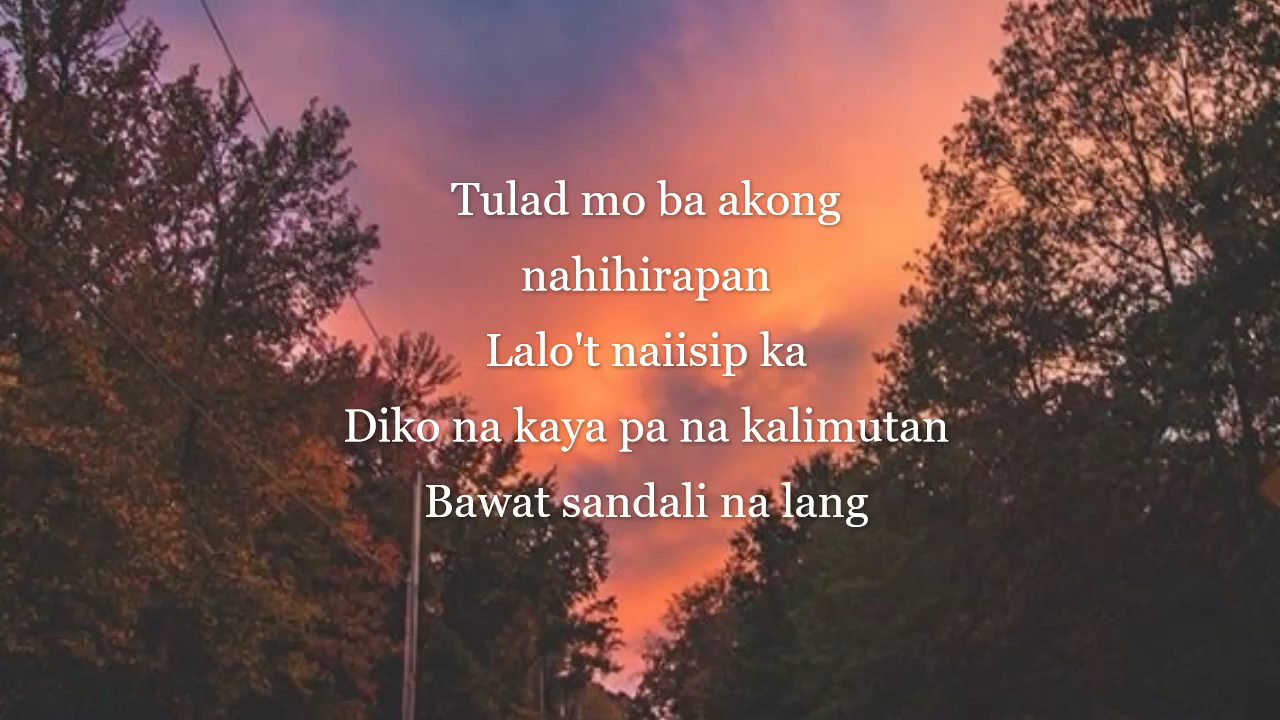 Tulad mo ba akong
nahihirapan
Lalo't naiisip ka
Diko na kaya pa na kalimutan
Bawat sandali na lang